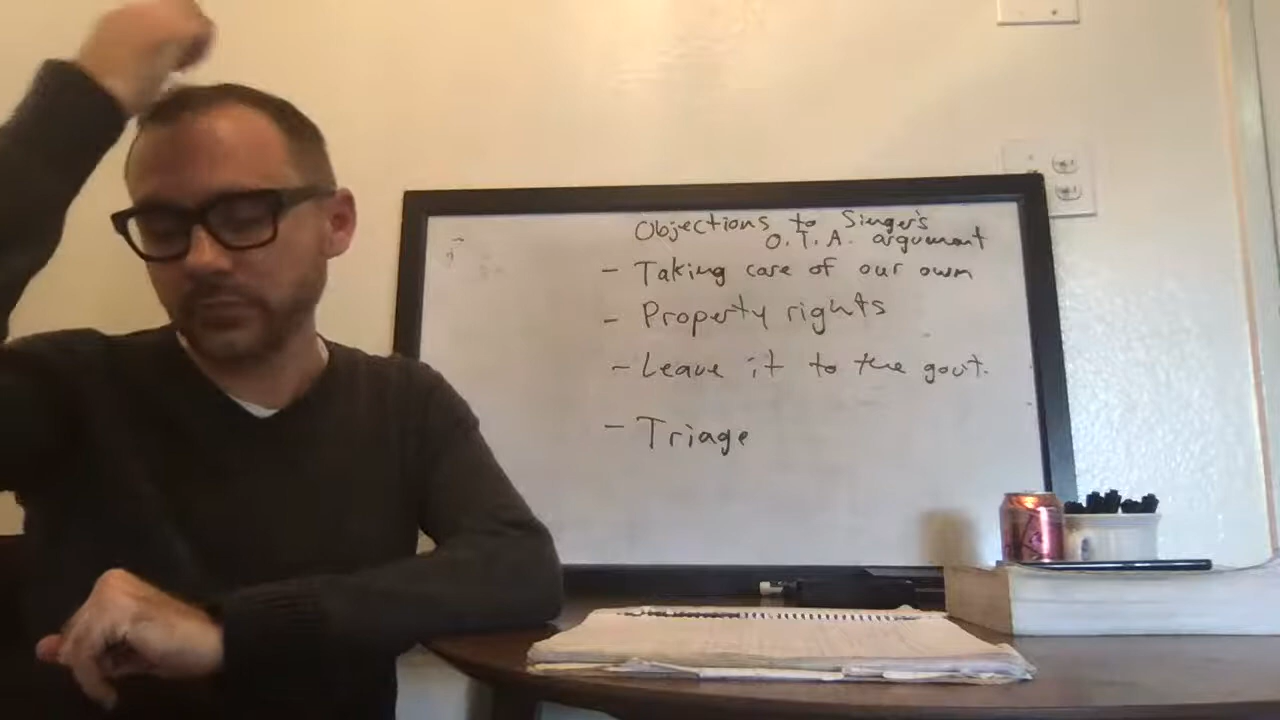 Objections to Singer's
O.T.A. argument
- Taking care of our own
- Property rights
- Leave it to the govt.
- Triage